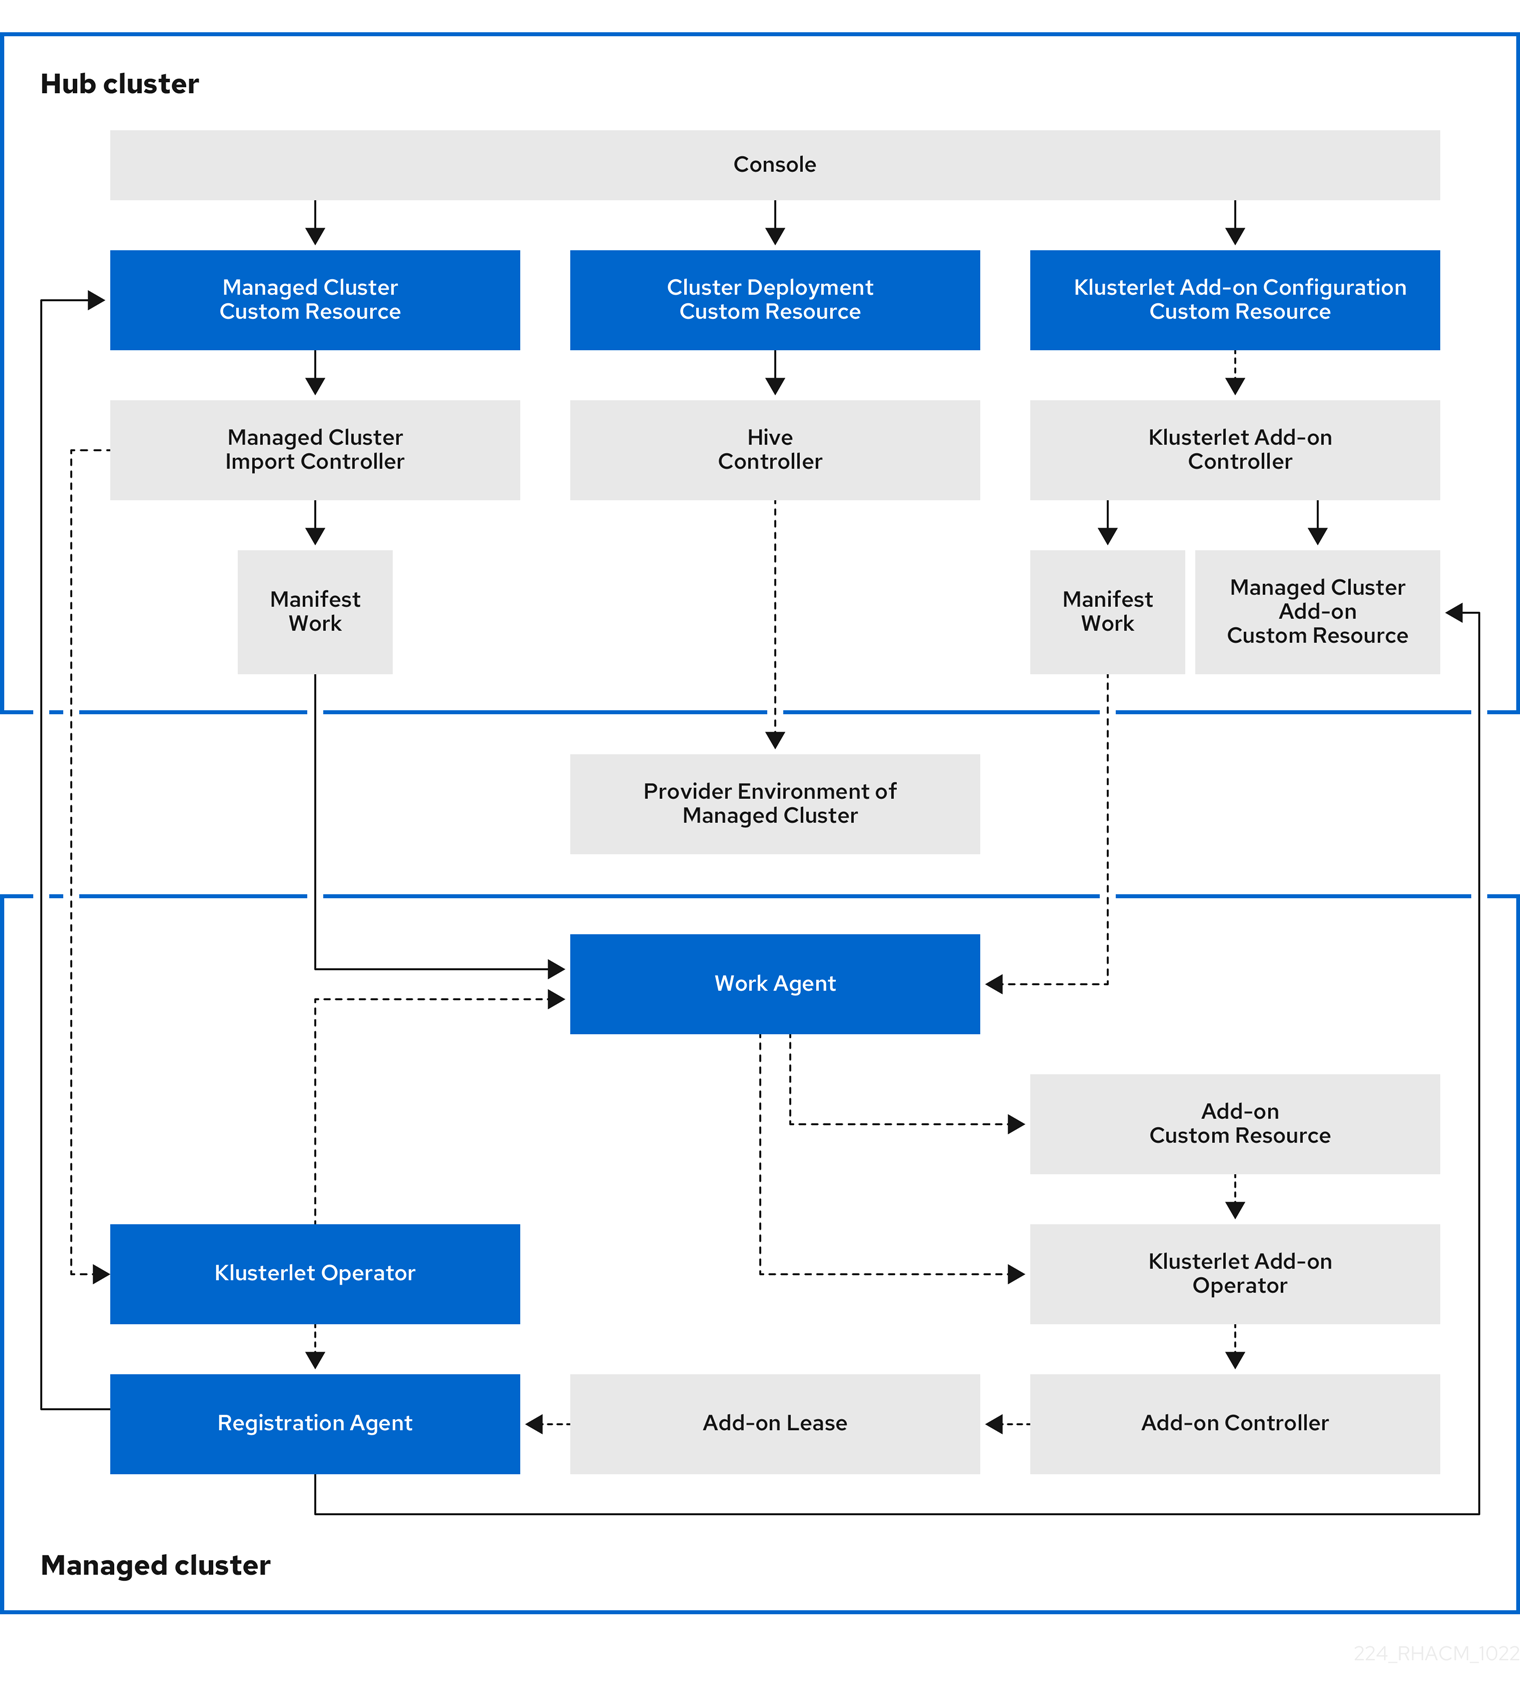 Hub cluster
Console
Managed Cluster
Custom Resource
Cluster Deployment
Custom Resource
Klusterlet Add-on Configuration
Custom Resource
Managed Cluster
Import Controller
Hive
Controller
Klusterlet Add-on
Controller
Manifest
Work
Manifest
Work
Managed Cluster
Add-on
Custom Resource
Provider Environment of
Managed Cluster
Work Agent
Add-on
Custom Resource
Klusterlet Operator
Klusterlet Add-on
Operator
Registration Agent
Add-on Lease
Add-on Controller
Managed cluster
224_RHACM_1022